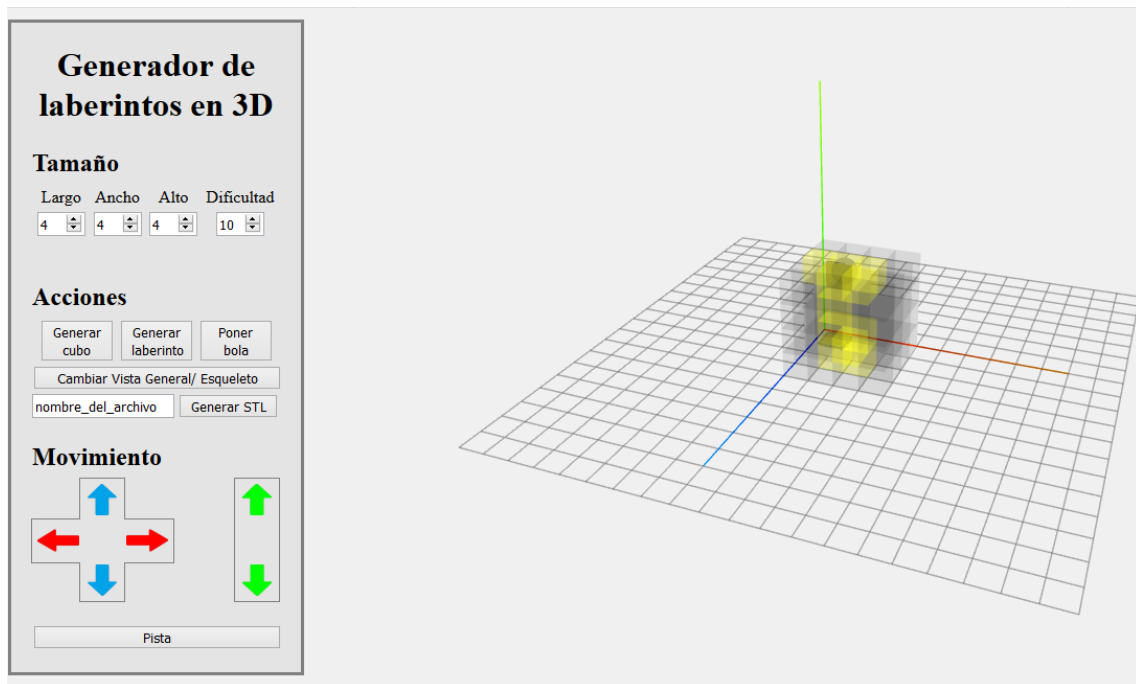 Generador de
laberintos en 3D
Tamaño
Largo Ancho Alto Dificultad
4 4 4 10
Acciones
Generar cubo
Generar laberinto
Poner bola
Cambiar Vista General/ Esqueleto
nombre_del_archivo Generar STL
Movimiento
Pista